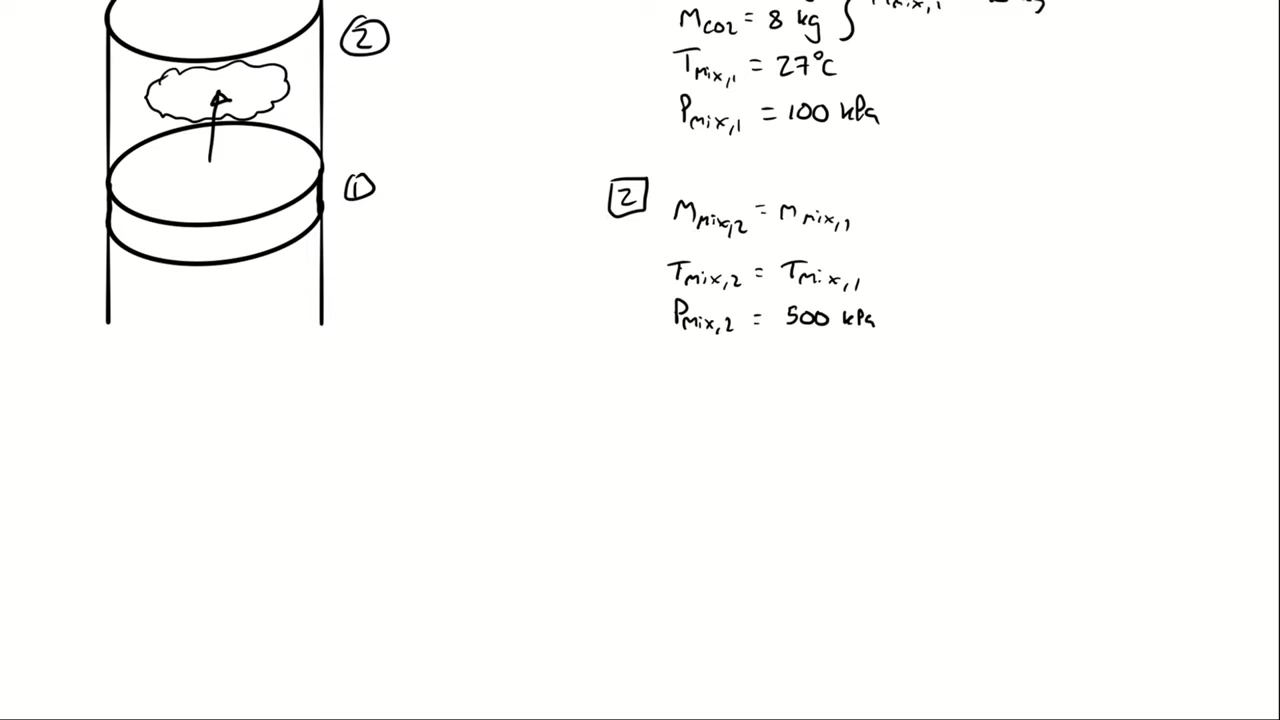 ②
M_CO2 = 8 kg
T_mix,1 = 27°C
P_mix,1 = 100 kPa
①
2 M_mix,2 = m_mix,1
T_mix,2 = T_mix,1
P_mix,2 = 500 kPa